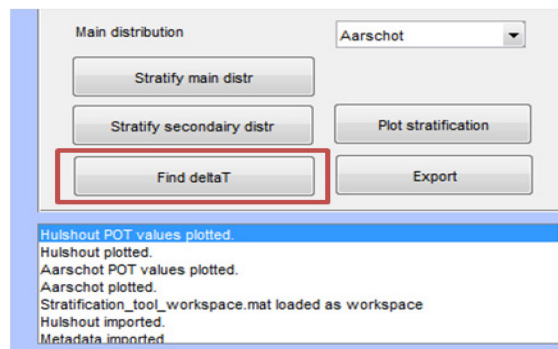 Main distribution
Aarschot
Stratify main distr
Stratify secondairy distr
Plot stratification
Find deltaT
Export
Hulshout POT values plotted.
Hulshout plotted.
Aarschot POT values plotted.
Aarschot plotted.
Stratification_tool_workspace.mat loaded as workspace
Hulshout imported.
Metadata imported